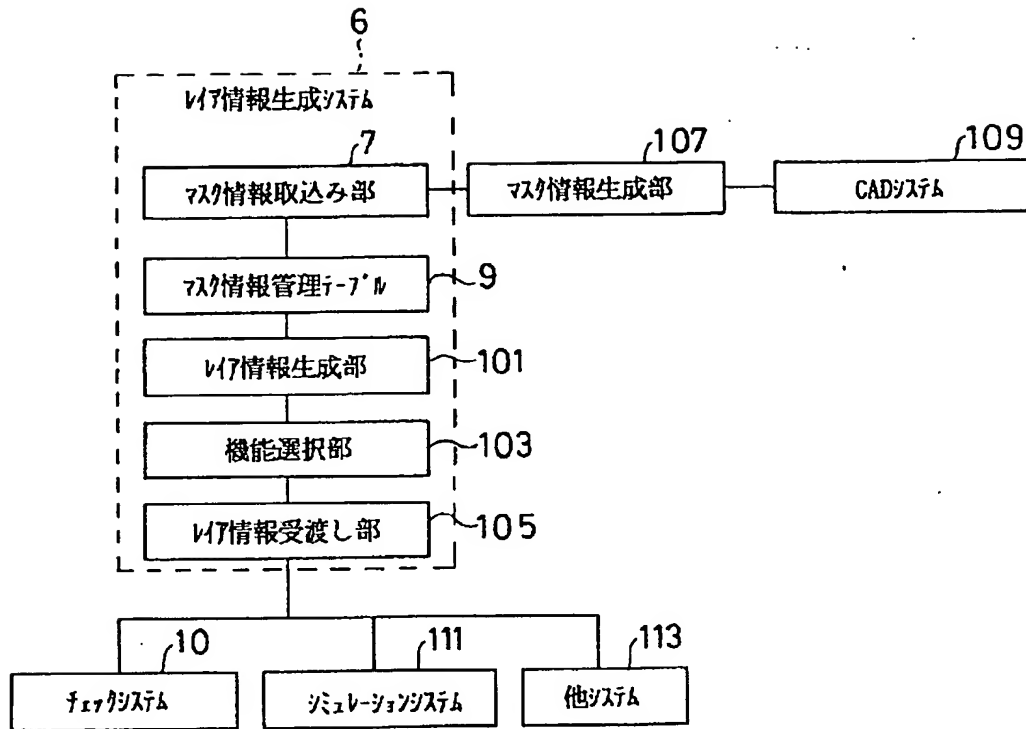 6
ﾚｲｱ情報生成ｼｽﾃﾑ
7
ﾏｽｸ情報取込み部
107
ﾏｽｸ情報生成部
109
CADｼｽﾃﾑ
ﾏｽｸ情報管理ﾃｰﾌﾞﾙ
9
ﾚｲｱ情報生成部
101
機能選択部
103
ﾚｲｱ情報受渡し部
105
10
ﾁｪｯｸｼｽﾃﾑ
111
ｼﾐｭﾚｰｼｮﾝｼｽﾃﾑ
113
他ｼｽﾃﾑ